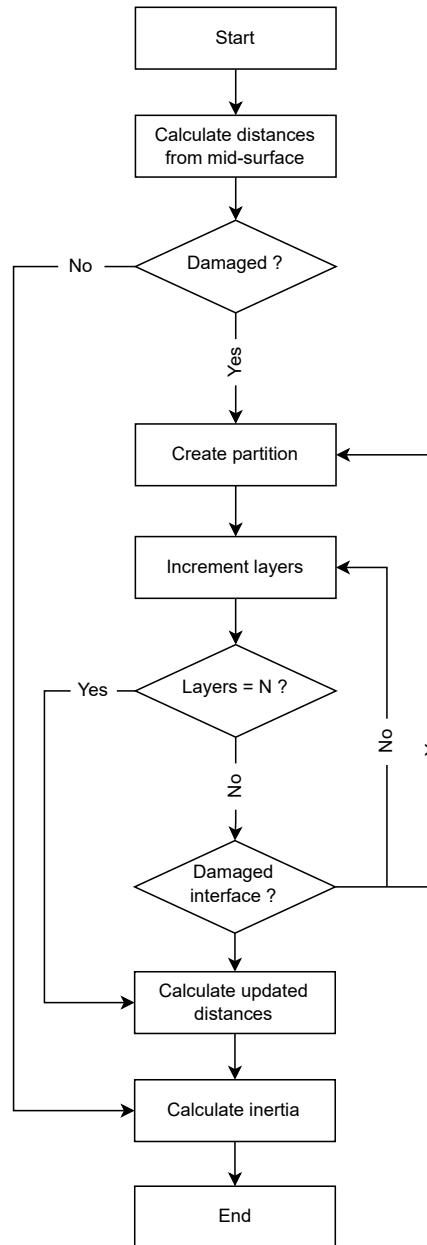 Start
Calculate distances
from mid-surface
No
Damaged ?
Yes
Create partition
Increment layers
Yes
Layers = N ?
No
No
Damaged
interface ?
Calculate updated
distances
Calculate inertia
End